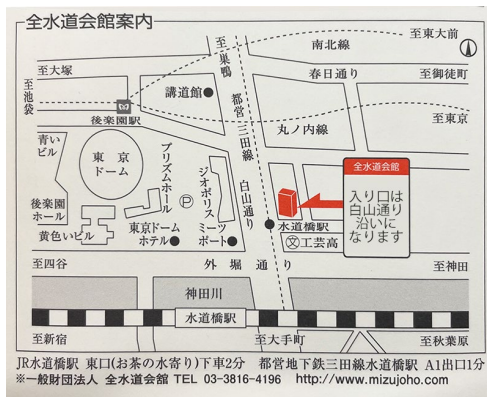 全水道会館案内
至巣鴨
南北線
至東大前
至大塚
春日通り
至御徒町
講道館
至池袋
後楽園駅
都営三田線
至東京
丸ノ内線
青いビル
東京ドーム
プリズムホール
ジオポリス
白山通り
全水道会館
入り口は
白山通り
沿いに
なります
P
後楽園ホール
黄色いビル
東京ドームホテル
ミーツポート
水道橋駅
文工芸高
至四谷
外堀通り
至神田
神田川
水道橋駅
至新宿
至大手町
至秋葉原
JR水道橋駅 東口(お茶の水寄り)下車2分 都営地下鉄三田線水道橋駅 A1出口1分
※一般財団法人 全水道会館 TEL 03-3816-4196 http://www.mizujoho.com